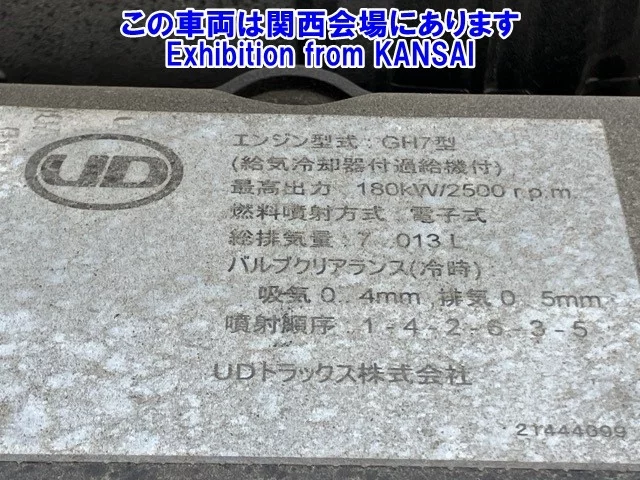 この車両は関西会場にあります
Exhibition from KANSAI
UD
エンジン型式：GH7型
(給気冷却器付過給機付)
最高出力　180kW/2500 r.p.m.
燃料噴射方式　電子式
総排気量：7．013 L
バルブクリアランス(冷時)
吸気 0．4mm，排気 0．5mm
噴射順序：1-4-2-6-3-5
UDトラックス株式会社
21444099